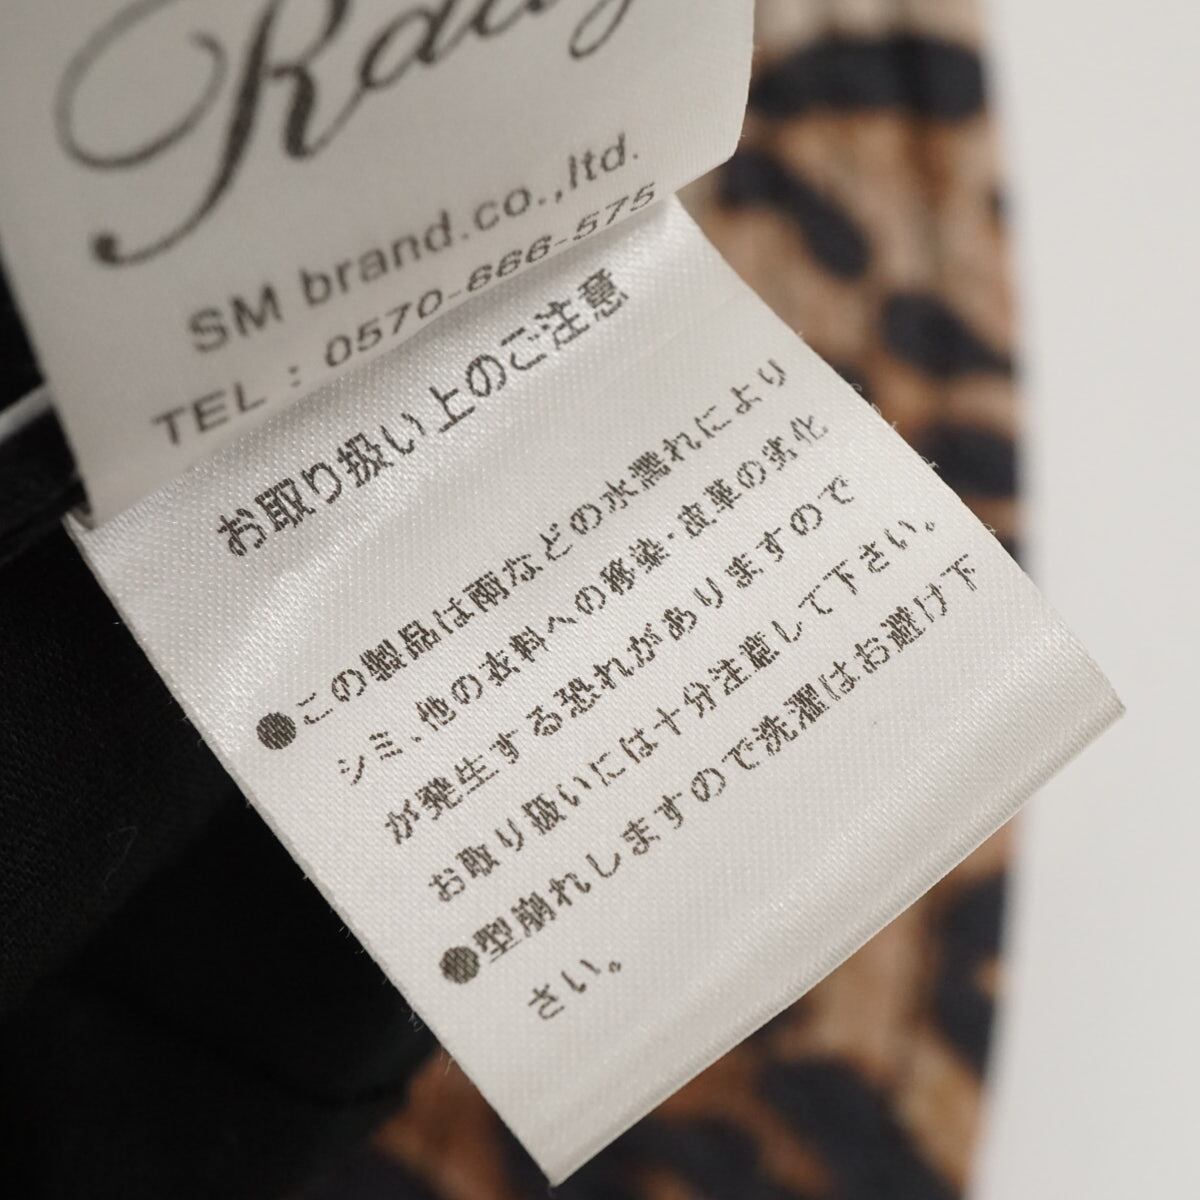 Rady
SM brand.co.,ltd.
TEL : 0570-666-575
お取り扱い上のご注意
●この製品は雨などの水濡れにより
シミ、他の衣料への移染・皮革の劣化
が発生する恐れがありますので
お取り扱いには十分注意して下さい。
●型崩れしますので洗濯はお避け下
さい。